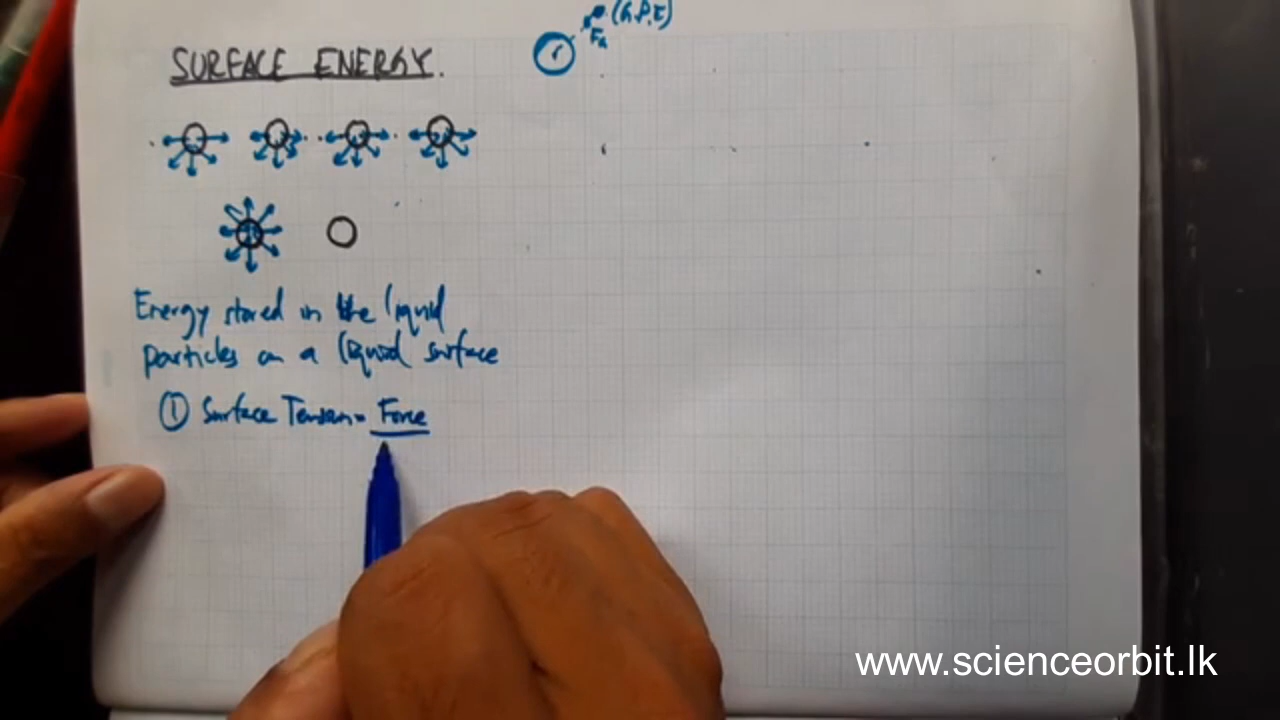 SURFACE ENERGY.
(G.P.E)
Energy stored in the liquid
particles on a liquid surface
① Surface Tension = Force
www.scienceorbit.lk